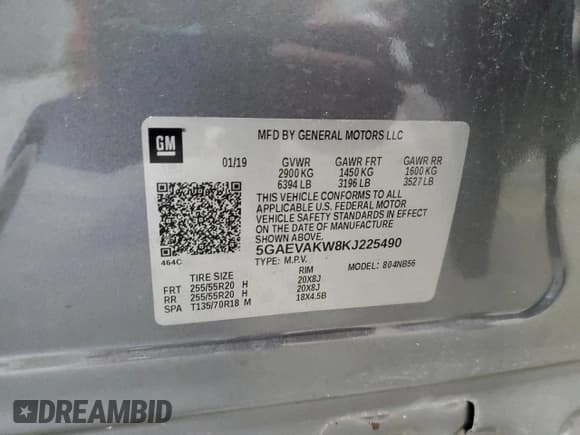 GM
MFD BY GENERAL MOTORS LLC
01/19 GVWR GAWR FRT GAWR RR
2900 KG 1450 KG 1600 KG
6394 LB 3196 LB 3527 LB
THIS VEHICLE CONFORMS TO ALL
APPLICABLE U.S. FEDERAL MOTOR
VEHICLE SAFETY STANDARDS IN EFFECT
ON THE DATE OF MANUFACTURE
SHOWN ABOVE.
5GAEVAKW8KJ225490
464C TYPE: M.P.V. MODEL: 804NB56
TIRE SIZE RIM
FRT 255/55R20 H 20X8J
RR 255/55R20 H 20X8J
SPA T135/70R18 M 18X4.5B
DREAMBID